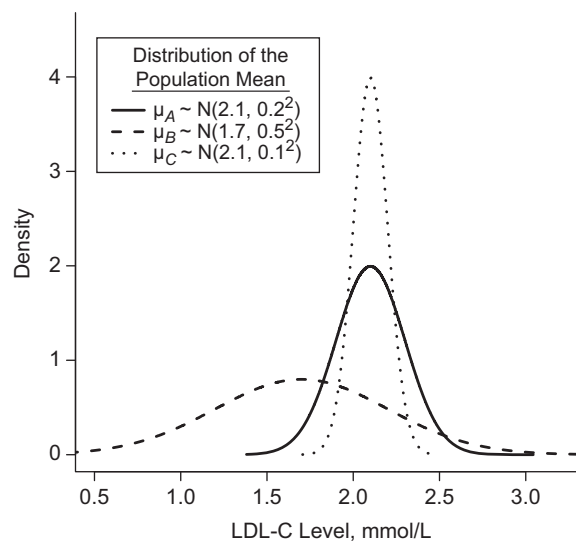 Distribution of the
Population Mean
μA ~ N(2.1, 0.2²)
μB ~ N(1.7, 0.5²)
μC ~ N(2.1, 0.1²)
Density
4
3
2
1
0
0.5 1.0 1.5 2.0 2.5 3.0
LDL-C Level, mmol/L